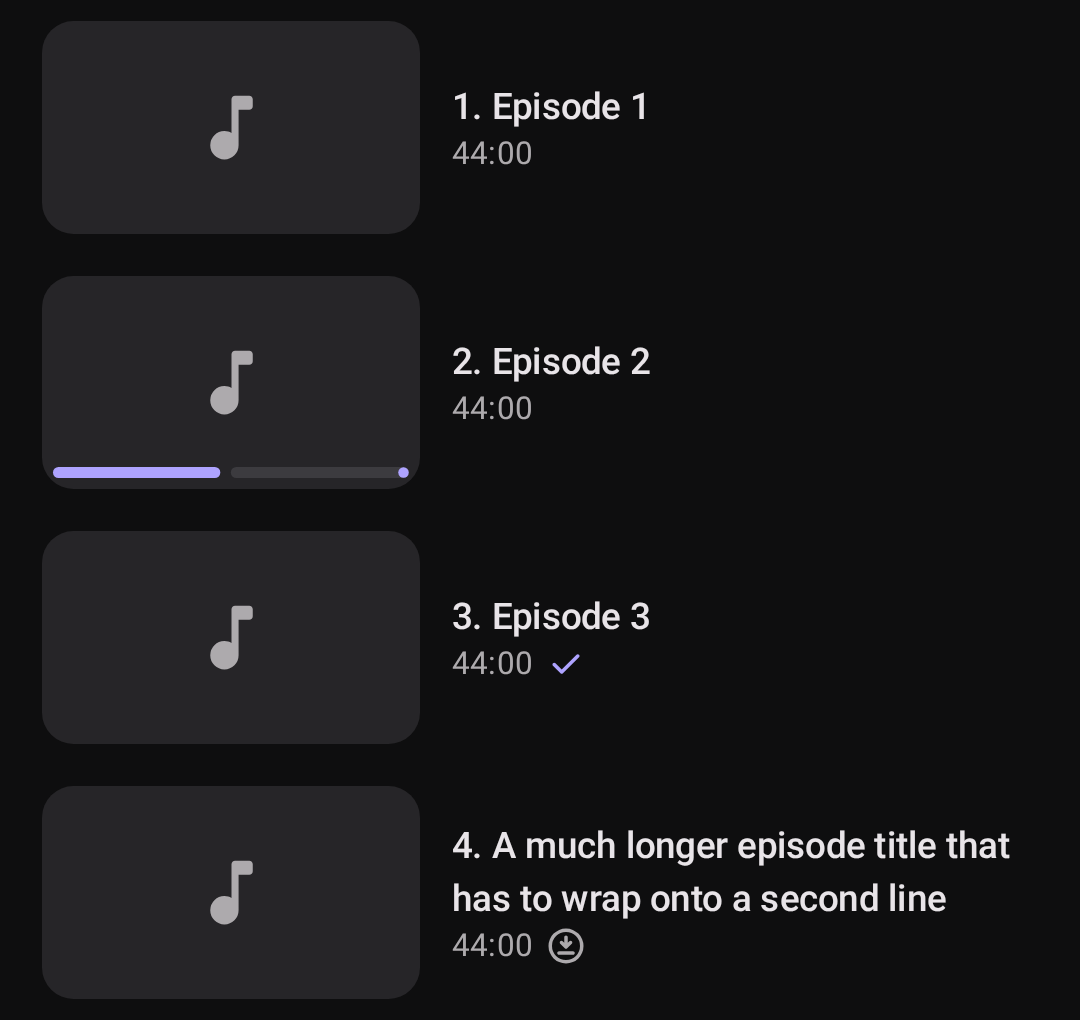 1. Episode 1
44:00
2. Episode 2
44:00
3. Episode 3
44:00
4. A much longer episode title that
has to wrap onto a second line
44:00